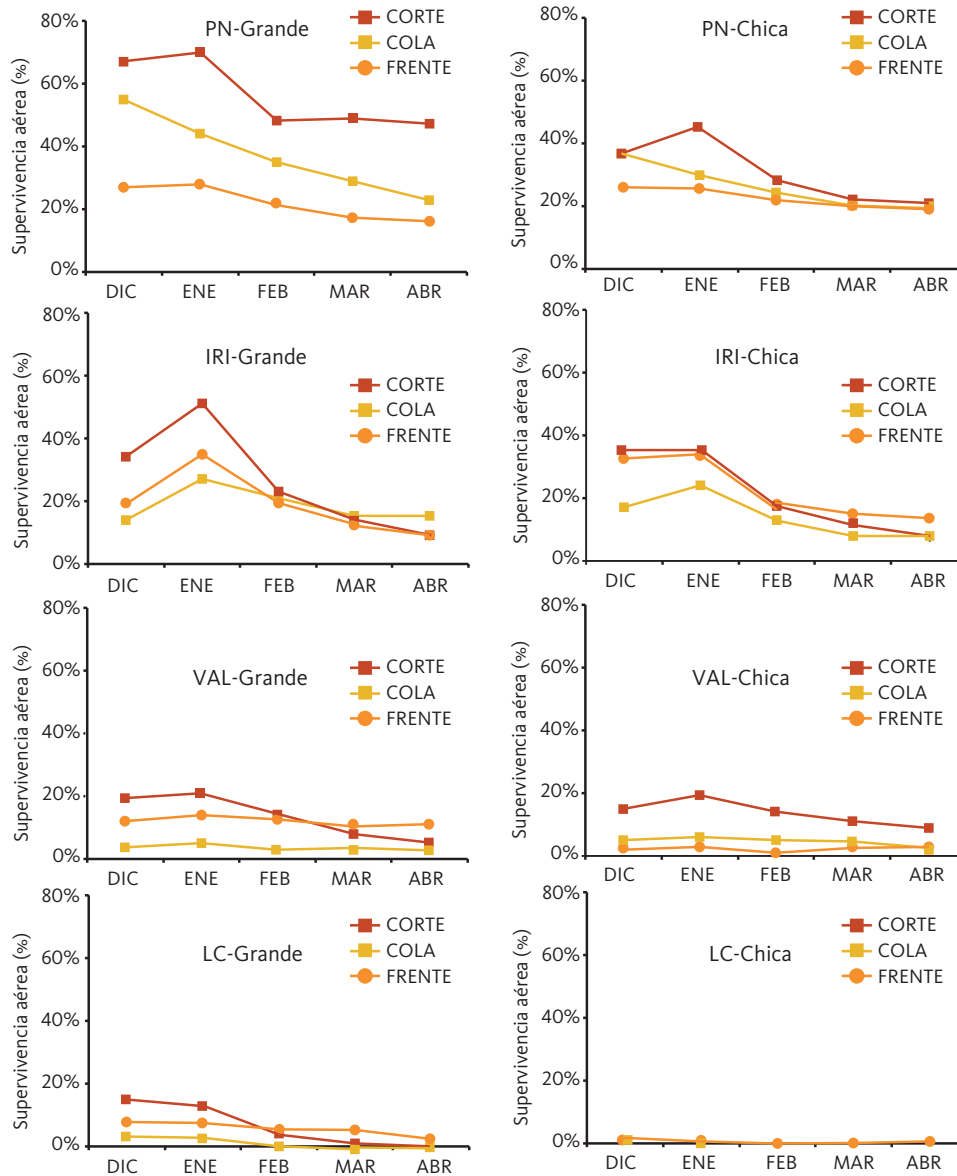 PN-Grande
CORTE
COLA
FRENTE
Supervivencia aérea (%)
80%
60%
40%
20%
0%
DIC ENE FEB MAR ABR
PN-Chica
CORTE
COLA
FRENTE
Supervivencia aérea (%)
80%
60%
40%
20%
0%
DIC ENE FEB MAR ABR
IRI-Grande
CORTE
COLA
FRENTE
Supervivencia aérea (%)
80%
60%
40%
20%
0%
DIC ENE FEB MAR ABR
IRI-Chica
CORTE
COLA
FRENTE
Supervivencia aérea (%)
80%
60%
40%
20%
0%
DIC ENE FEB MAR ABR
VAL-Grande
CORTE
COLA
FRENTE
Supervivencia aérea (%)
80%
60%
40%
20%
0%
DIC ENE FEB MAR ABR
VAL-Chica
CORTE
COLA
FRENTE
Supervivencia aérea (%)
80%
60%
40%
20%
0%
DIC ENE FEB MAR ABR
LC-Grande
CORTE
COLA
FRENTE
Supervivencia aérea (%)
80%
60%
40%
20%
0%
DIC ENE FEB MAR ABR
LC-Chica
CORTE
COLA
FRENTE
Supervivencia aérea (%)
80%
60%
40%
20%
0%
DIC ENE FEB MAR ABR